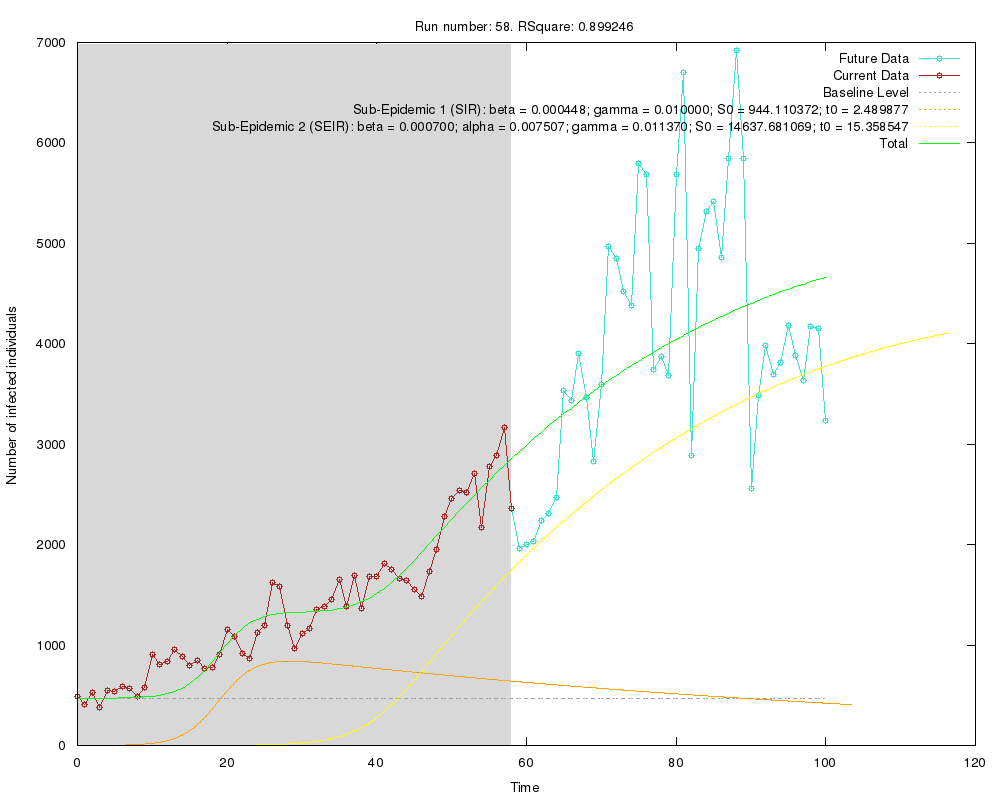 Run number: 58. RSquare: 0.899246
7000
6000
5000
4000
3000
2000
1000
0
Number of infected individuals
Future Data
Current Data
Baseline Level
Sub-Epidemic 1 (SIR): beta = 0.000448; gamma = 0.010000; S0 = 944.110372; t0 = 2.489877
Sub-Epidemic 2 (SEIR): beta = 0.000700; alpha = 0.007507; gamma = 0.011370; S0 = 14637.681069; t0 = 15.358547
Total
0 20 40 60 80 100 120
Time